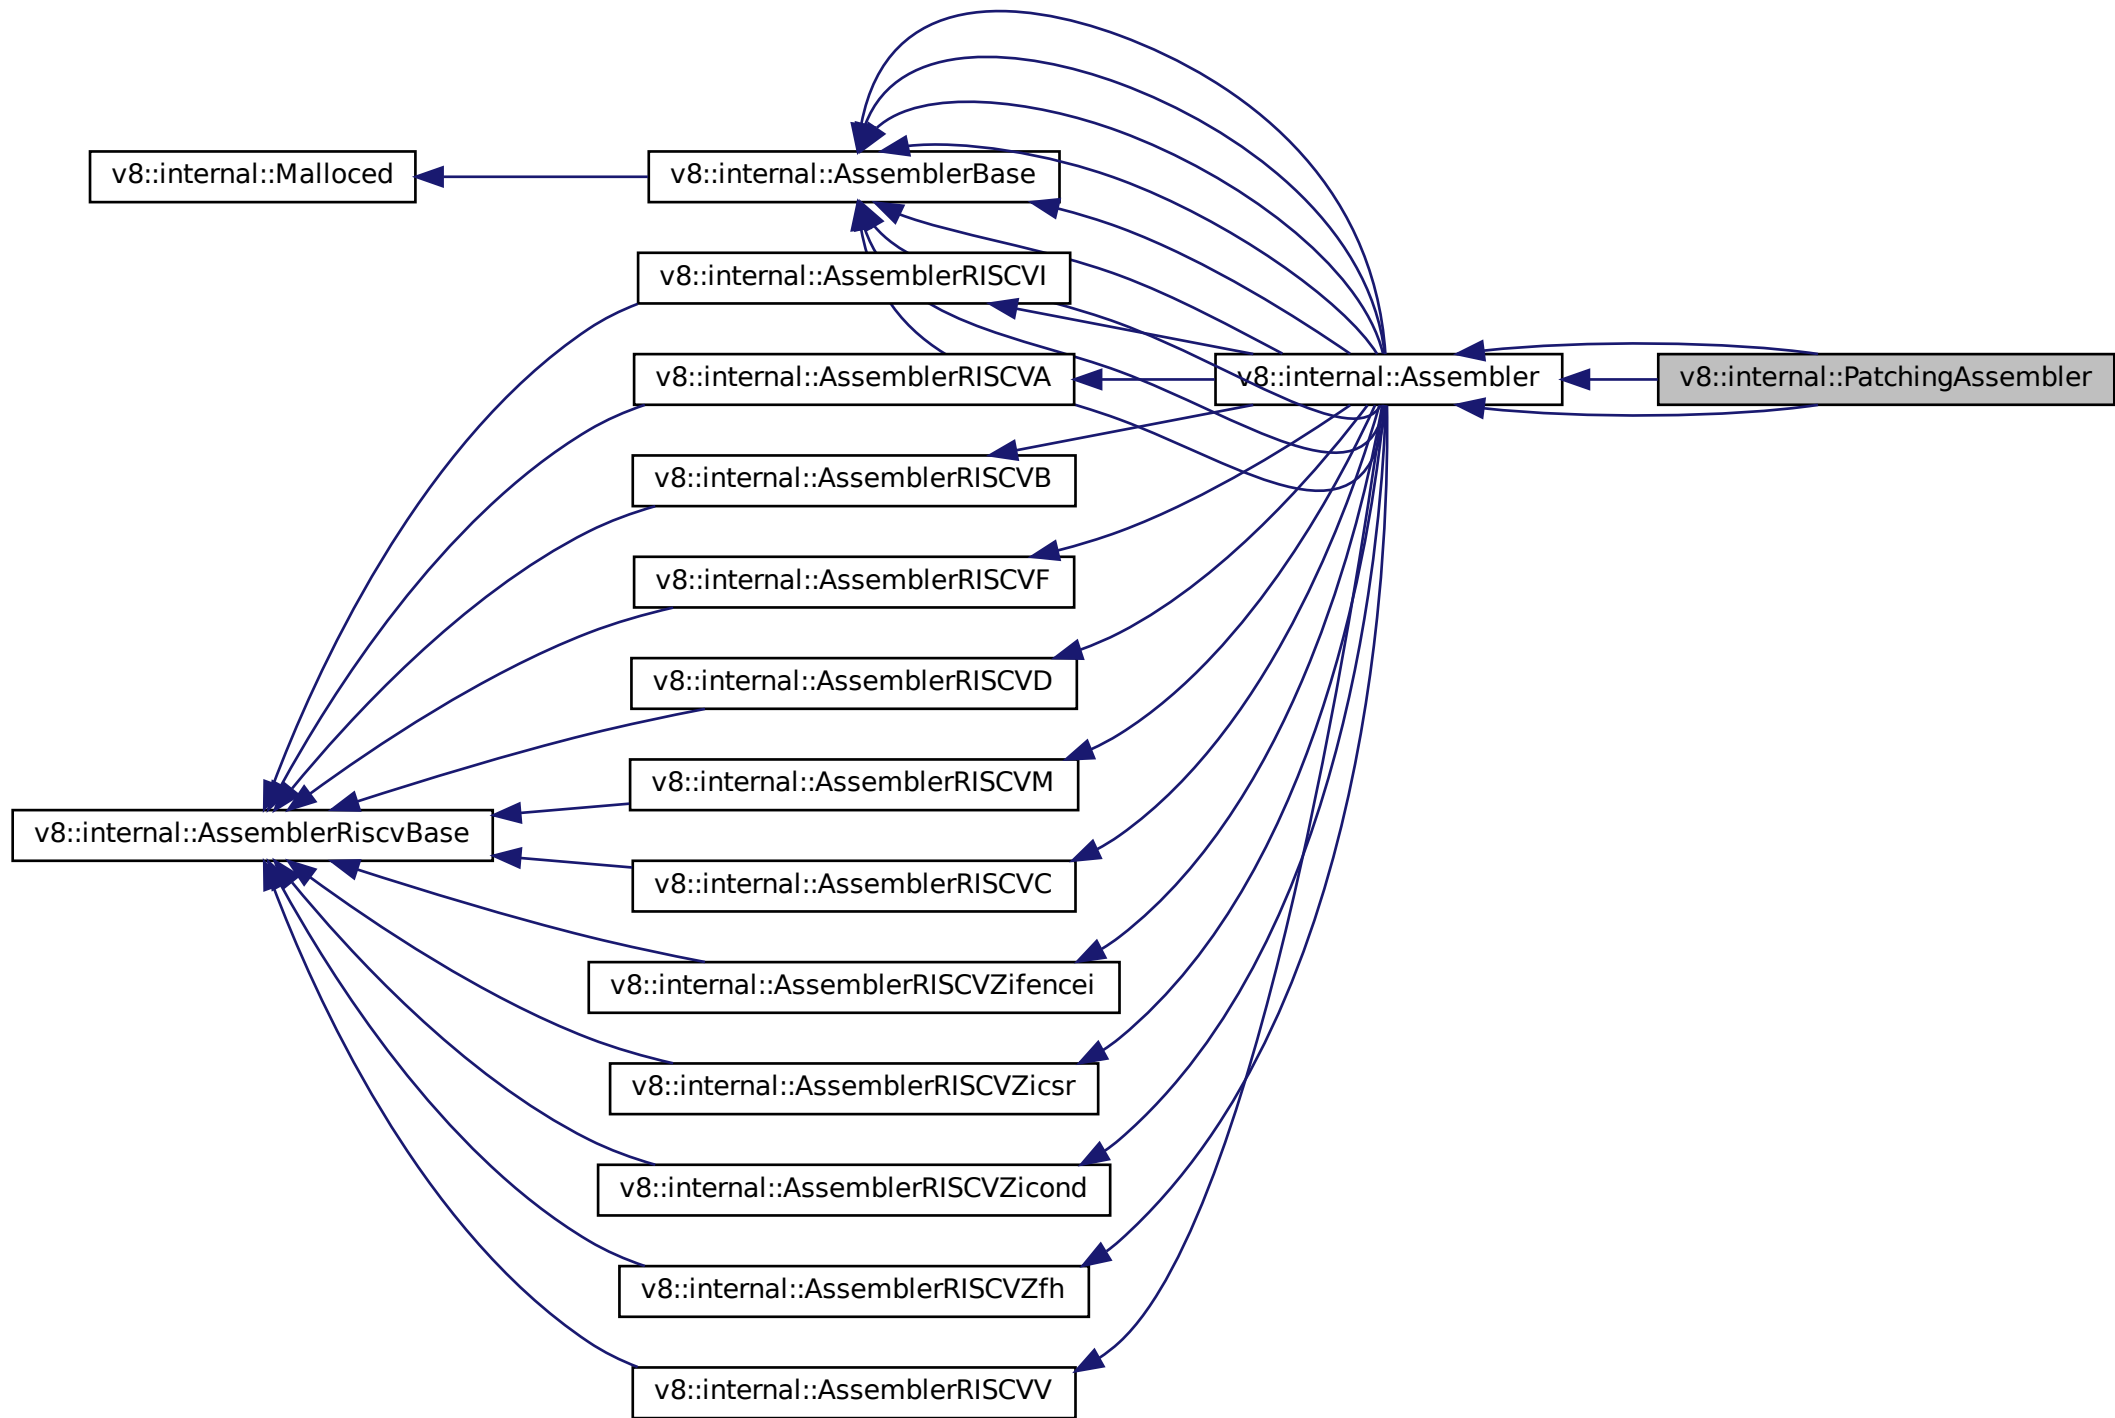 v8::internal::Malloced
v8::internal::AssemblerBase
v8::internal::AssemblerRISCVI
v8::internal::AssemblerRISCVA
v8::internal::Assembler
v8::internal::PatchingAssembler
v8::internal::AssemblerRISCVB
v8::internal::AssemblerRISCVF
v8::internal::AssemblerRISCVD
v8::internal::AssemblerRISCVM
v8::internal::AssemblerRiscvBase
v8::internal::AssemblerRISCVC
v8::internal::AssemblerRISCVZifencei
v8::internal::AssemblerRISCVZicsr
v8::internal::AssemblerRISCVZicond
v8::internal::AssemblerRISCVZfh
v8::internal::AssemblerRISCVV